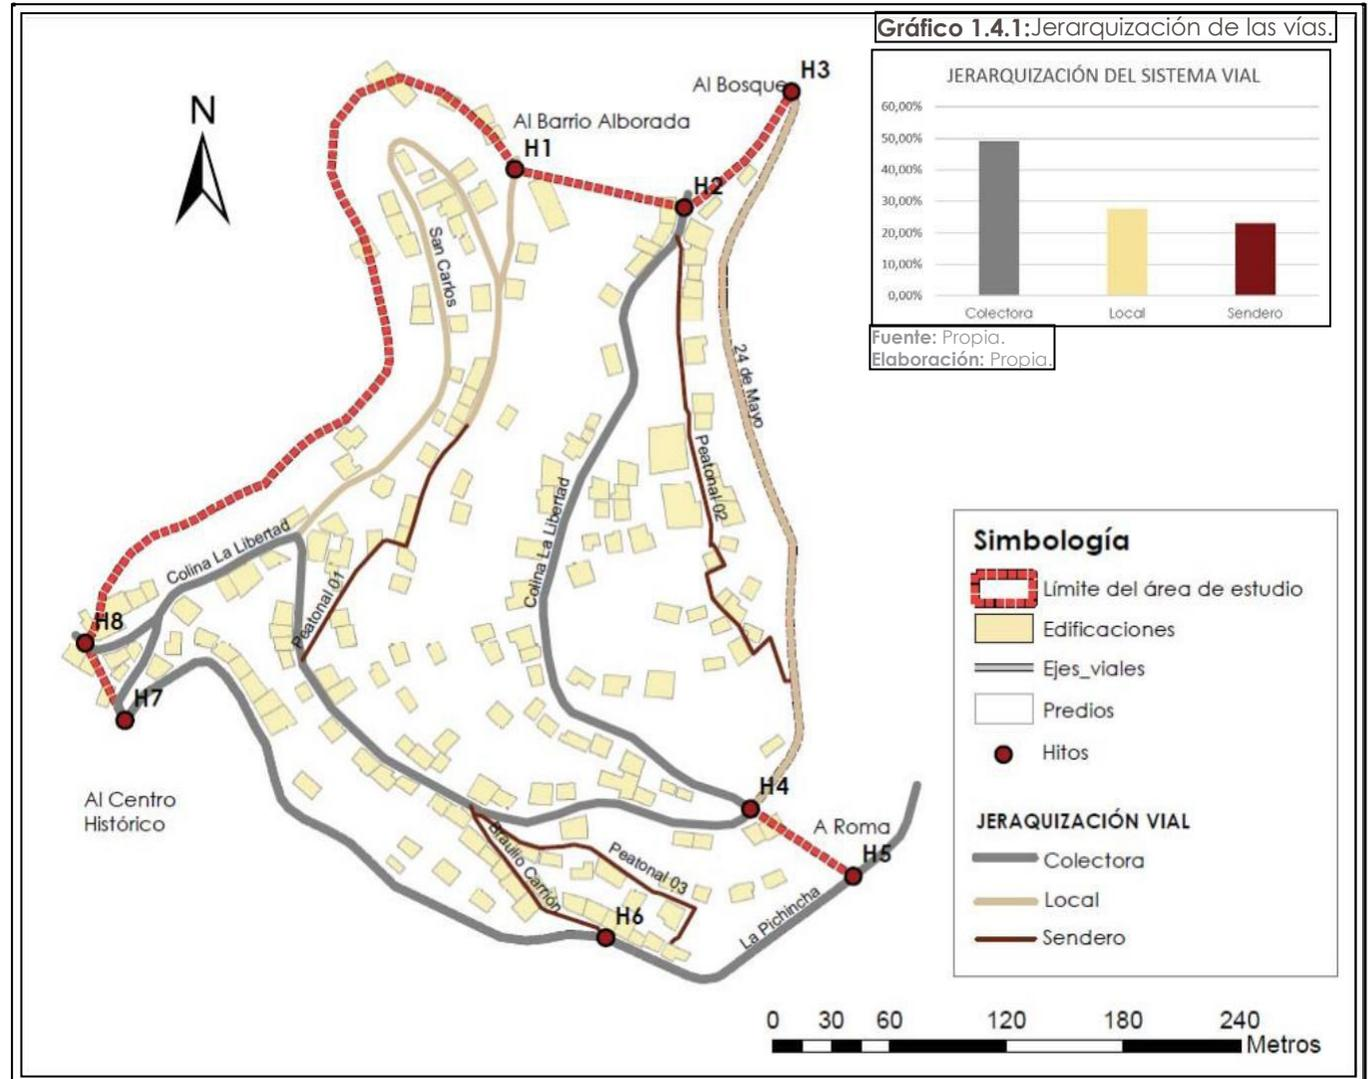 Gráfico 1.4.1:Jerarquización de las vías.
JERARQUIZACIÓN DEL SISTEMA VIAL
60,00%
50,00%
40,00%
30,00%
20,00%
10,00%
0,00%
Colectora
Local
Sendero
Fuente: Propia.
Elaboración: Propia.
N
H3
Al Bosque
Al Barrio Alborada
H1
H2
San Carlos
24 de Mayo
Peatonal 02
Colina La Libertad
Colina La Libertad
Peatonal 01
H8
H7
Al Centro
Histórico
H4
A Roma
H5
Braulio Carrión
Peatonal 03
H6
La Pichincha
Simbología
Límite del área de estudio
Edificaciones
Ejes_viales
Predios
Hitos
JERAQUIZACIÓN VIAL
Colectora
Local
Sendero
0
30
60
120
180
240
Metros